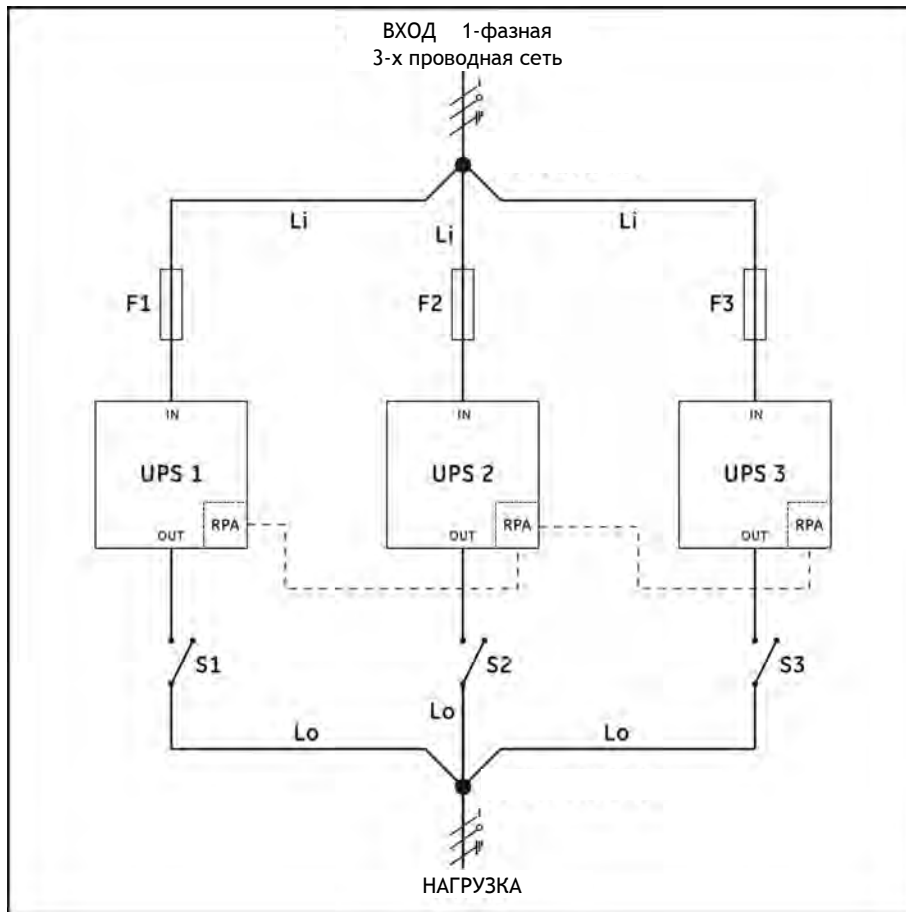 ВХОД 1-фазная
3-х проводная сеть
Li
Li
Li
F1
F2
F3
IN
IN
IN
UPS 1
UPS 2
UPS 3
RPA
RPA
RPA
OUT
OUT
OUT
S1
S2
S3
Lo
Lo
Lo
НАГРУЗКА